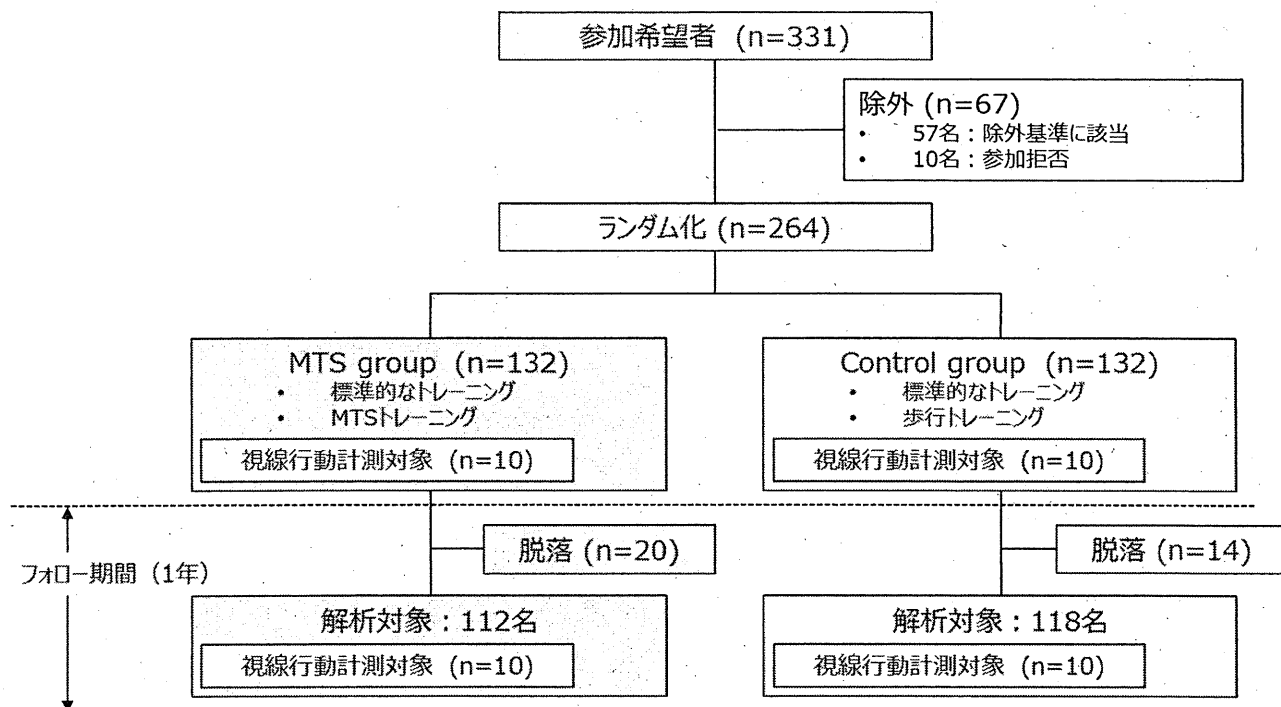 参加希望者 (n=331)
除外 (n=67)
• 57名：除外基準に該当
• 10名：参加拒否
ランダム化 (n=264)
MTS group (n=132)
• 標準的なトレーニング
• MTSトレーニング
視線行動計測対象 (n=10)
Control group (n=132)
• 標準的なトレーニング
• 歩行トレーニング
視線行動計測対象 (n=10)
フォロー期間（1年）
脱落 (n=20)
脱落 (n=14)
解析対象：112名
視線行動計測対象 (n=10)
解析対象：118名
視線行動計測対象 (n=10)